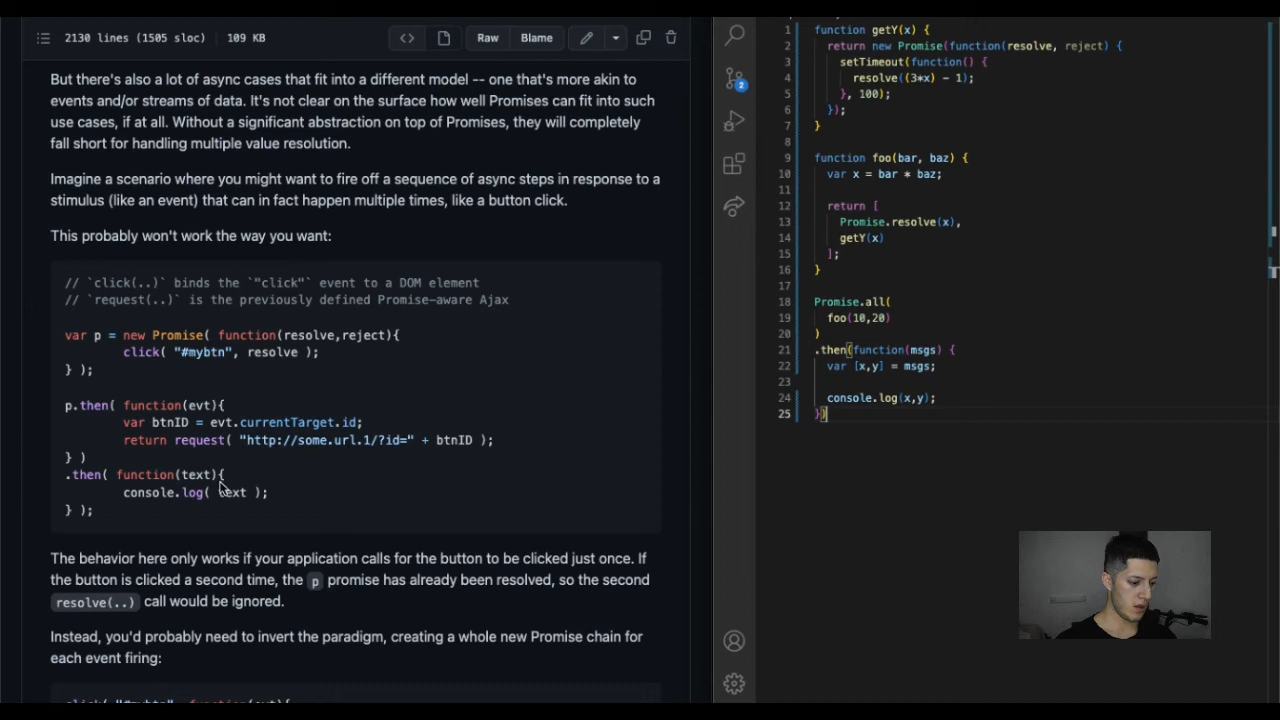 2130 lines (1505 sloc)
109 KB
Raw
Blame
But there's also a lot of async cases that fit into a different model -- one that's more akin to
events and/or streams of data. It's not clear on the surface how well Promises can fit into such
use cases, if at all. Without a significant abstraction on top of Promises, they will completely
fall short for handling multiple value resolution.
Imagine a scenario where you might want to fire off a sequence of async steps in response to a
stimulus (like an event) that can in fact happen multiple times, like a button click.
This probably won't work the way you want:
// `click(..)` binds the `"click"` event to a DOM element
// `request(..)` is the previously defined Promise-aware Ajax
var p = new Promise( function(resolve,reject){
click( "#mybtn", resolve );
} );
p.then( function(evt){
var btnID = evt.currentTarget.id;
return request( "http://some.url.1/?id=" + btnID );
} )
.then( function(text){
console.log( text );
} );
The behavior here only works if your application calls for the button to be clicked just once. If
the button is clicked a second time, the p promise has already been resolved, so the second
resolve(..) call would be ignored.
Instead, you'd probably need to invert the paradigm, creating a whole new Promise chain for
each event firing:
2
1 function getY(x) {
2 return new Promise(function(resolve, reject) {
3 setTimeout(function() {
4 resolve((3*x) - 1);
5 }, 100);
6 });
7 }
8
9 function foo(bar, baz) {
10 var x = bar * baz;
11
12 return [
13 Promise.resolve(x),
14 getY(x)
15 ];
16 }
17
18 Promise.all(
19 foo(10,20)
20 )
21 .then(function(msgs) {
22 var [x,y] = msgs;
23
24 console.log(x,y);
25 })